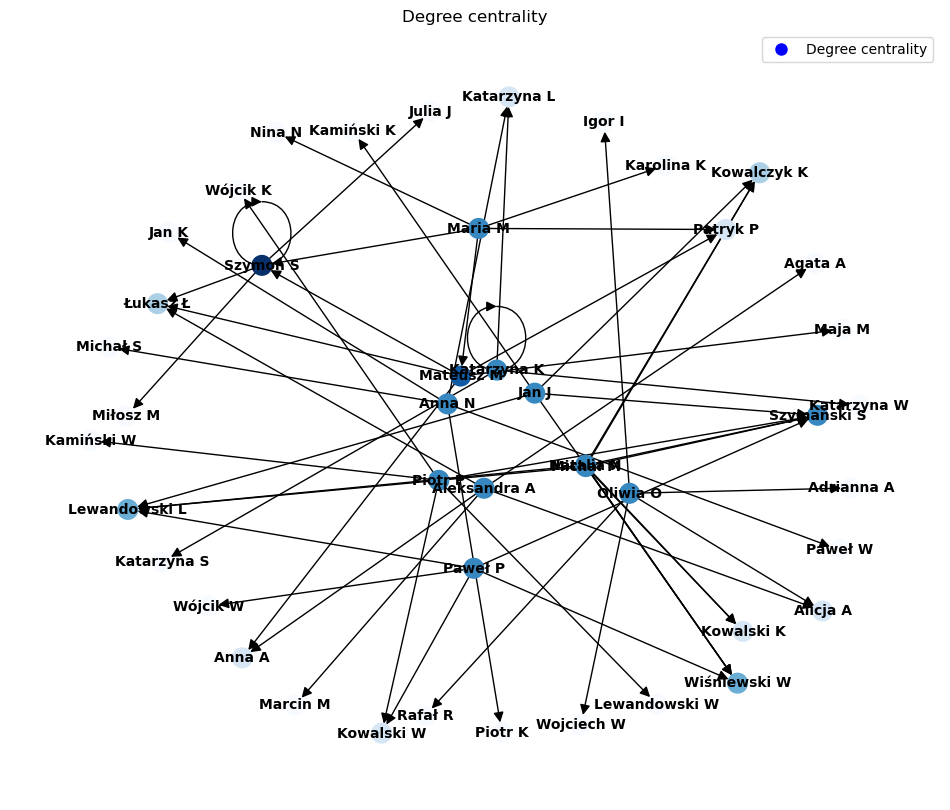 Degree centrality
Degree centrality
Katarzyna L
Julia J
Igor I
Nina N
Kamiński K
Karolina K
Kowalczyk K
Wójcik K
Maria M
Patryk P
Jan K
Szymon S
Agata A
Łukasz Ł
Maja M
Michał S
Katarzyna K
Mateusz M
Jan J
Anna N
Katarzyna W
Miłosz M
Szymański S
Kamiński W
Piotr P
Aleksandra A
Oliwia O
Adrianna A
Lewandowski L
Paweł W
Katarzyna S
Paweł P
Wójcik W
Alicja A
Kowalski K
Anna A
Wiśniewski W
Marcin M
Lewandowski W
Rafał R
Wojciech W
Kowalski W
Piotr K